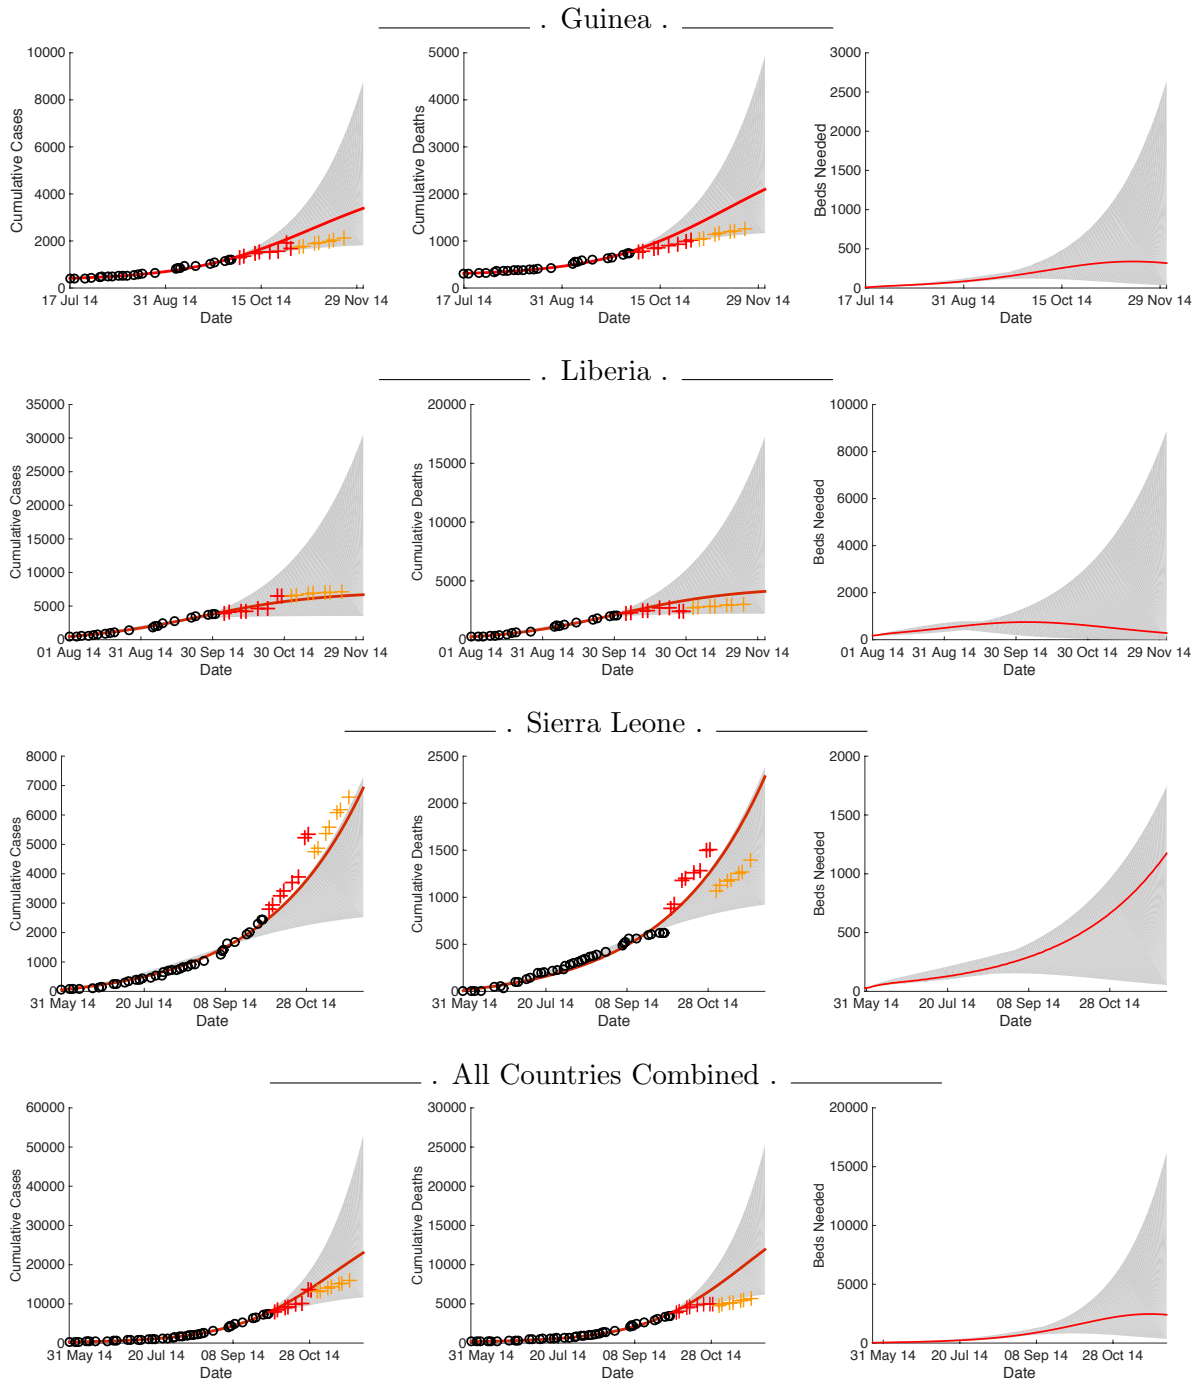 . Guinea .
10000
8000
6000
4000
2000
0
Cumulative Cases
17 Jul 14 31 Aug 14 15 Oct 14 29 Nov 14
Date
5000
4000
3000
2000
1000
0
Cumulative Deaths
17 Jul 14 31 Aug 14 15 Oct 14 29 Nov 14
Date
3000
2500
2000
1500
1000
500
0
Beds Needed
17 Jul 14 31 Aug 14 15 Oct 14 29 Nov 14
Date
. Liberia .
35000
30000
25000
20000
15000
10000
5000
0
Cumulative Cases
01 Aug 14 31 Aug 14 30 Sep 14 30 Oct 14 29 Nov 14
Date
20000
15000
10000
5000
0
Cumulative Deaths
01 Aug 14 31 Aug 14 30 Sep 14 30 Oct 14 29 Nov 14
Date
10000
8000
6000
4000
2000
0
Beds Needed
01 Aug 14 31 Aug 14 30 Sep 14 30 Oct 14 29 Nov 14
Date
. Sierra Leone .
8000
7000
6000
5000
4000
3000
2000
1000
0
Cumulative Cases
31 May 14 20 Jul 14 08 Sep 14 28 Oct 14
Date
2500
2000
1500
1000
500
0
Cumulative Deaths
31 May 14 20 Jul 14 08 Sep 14 28 Oct 14
Date
2000
1500
1000
500
0
Beds Needed
31 May 14 20 Jul 14 08 Sep 14 28 Oct 14
Date
. All Countries Combined .
60000
50000
40000
30000
20000
10000
0
Cumulative Cases
31 May 14 20 Jul 14 08 Sep 14 28 Oct 14
Date
30000
25000
20000
15000
10000
5000
0
Cumulative Deaths
31 May 14 20 Jul 14 08 Sep 14 28 Oct 14
Date
20000
15000
10000
5000
0
Beds Needed
31 May 14 20 Jul 14 08 Sep 14 28 Oct 14
Date